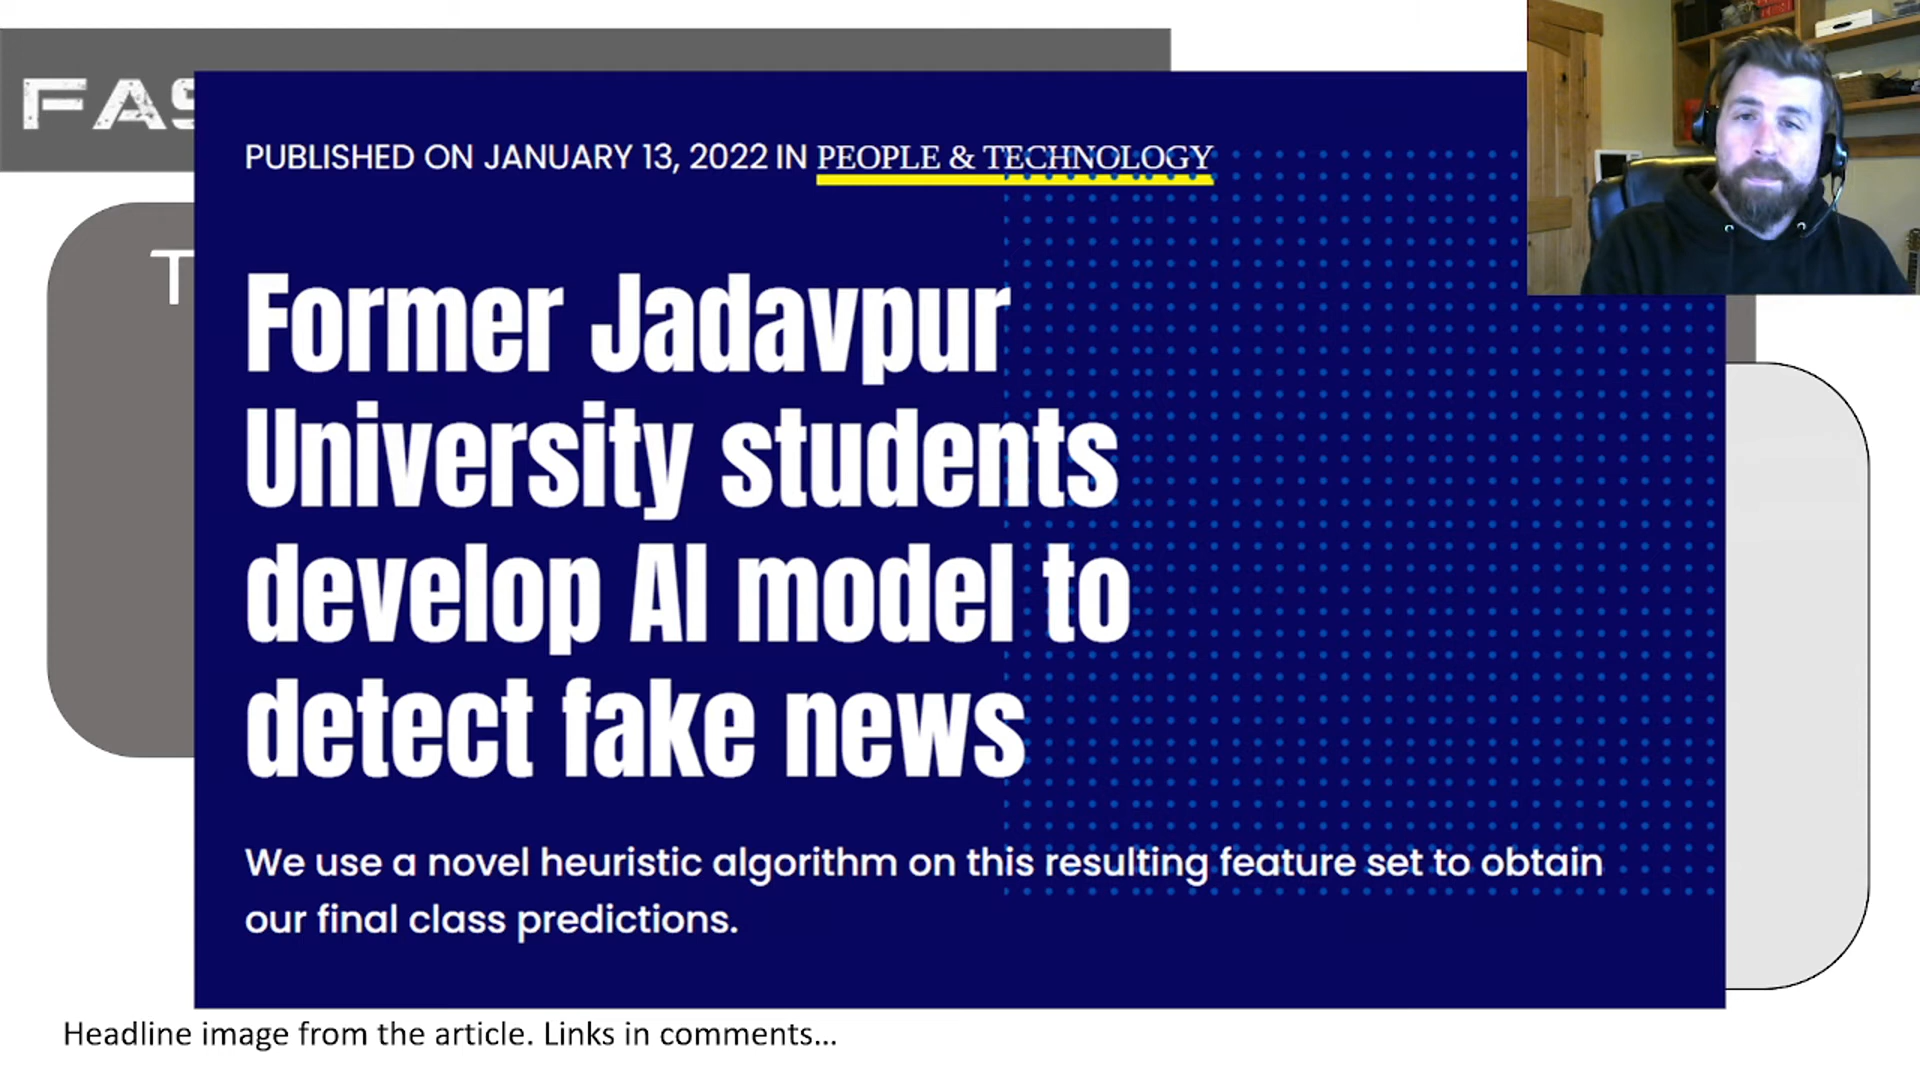 FAS
PUBLISHED ON JANUARY 13, 2022 IN PEOPLE & TECHNOLOGY
T
Former Jadavpur
University students
develop AI model to
detect fake news
We use a novel heuristic algorithm on this resulting feature set to obtain
our final class predictions.
Headline image from the article. Links in comments...